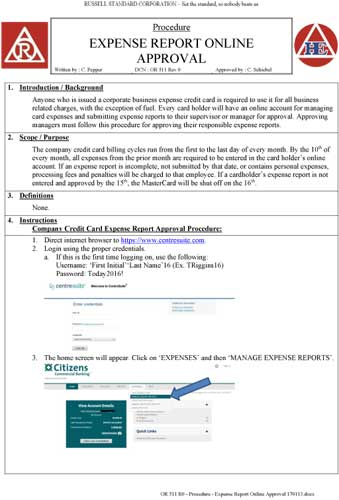 RUSSELL STANDARD CORPORATION – Set the standard, so nobody beats us
Procedure
EXPENSE REPORT ONLINE
APPROVAL
Written by : C. Peppar DCN : OR 511 Rev 0 Approved by : C. Schiebel
1. Introduction / Background
Anyone who is issued a corporate business expense credit card is required to use it for all business
related charges, with the exception of fuel. Every card holder will have an online account for managing
card expenses and submitting expense reports to their supervisor or manager for approval. Approving
managers must follow this procedure for approving their responsible expense reports.
2. Scope / Purpose
The company credit card billing cycles run from the first to the last day of every month. By the 10th of
every month, all expenses from the prior month are required to be entered in the card holder's online
account. If an expense report is incomplete, not submitted by that date, or contains personal expenses,
processing fees and penalties will be charged to that employee. If a cardholder's expense report is not
entered and approved by the 15th, the MasterCard will be shut off on the 16th.
3. Definitions
None.
4. Instructions
Company Credit Card Expense Report Approval Procedure:
1. Direct internet browser to https://www.centresuite.com.
2. Login using the proper credentials.
a. If this is the first time logging on, use the following:
Username: 'First Initial' 'Last Name' 16 (Ex. TRiggins16)
Password: Today2016!
centresuite Welcome to CentreSuite
Enter credentials
3. The home screen will appear. Click on 'EXPENSES' and then 'MANAGE EXPENSE REPORTS'.
Citizens
Commercial Banking
View Account Details
Quick Links
OR 511 R0 - Procedure - Expense Report Online Approval 170113.docx